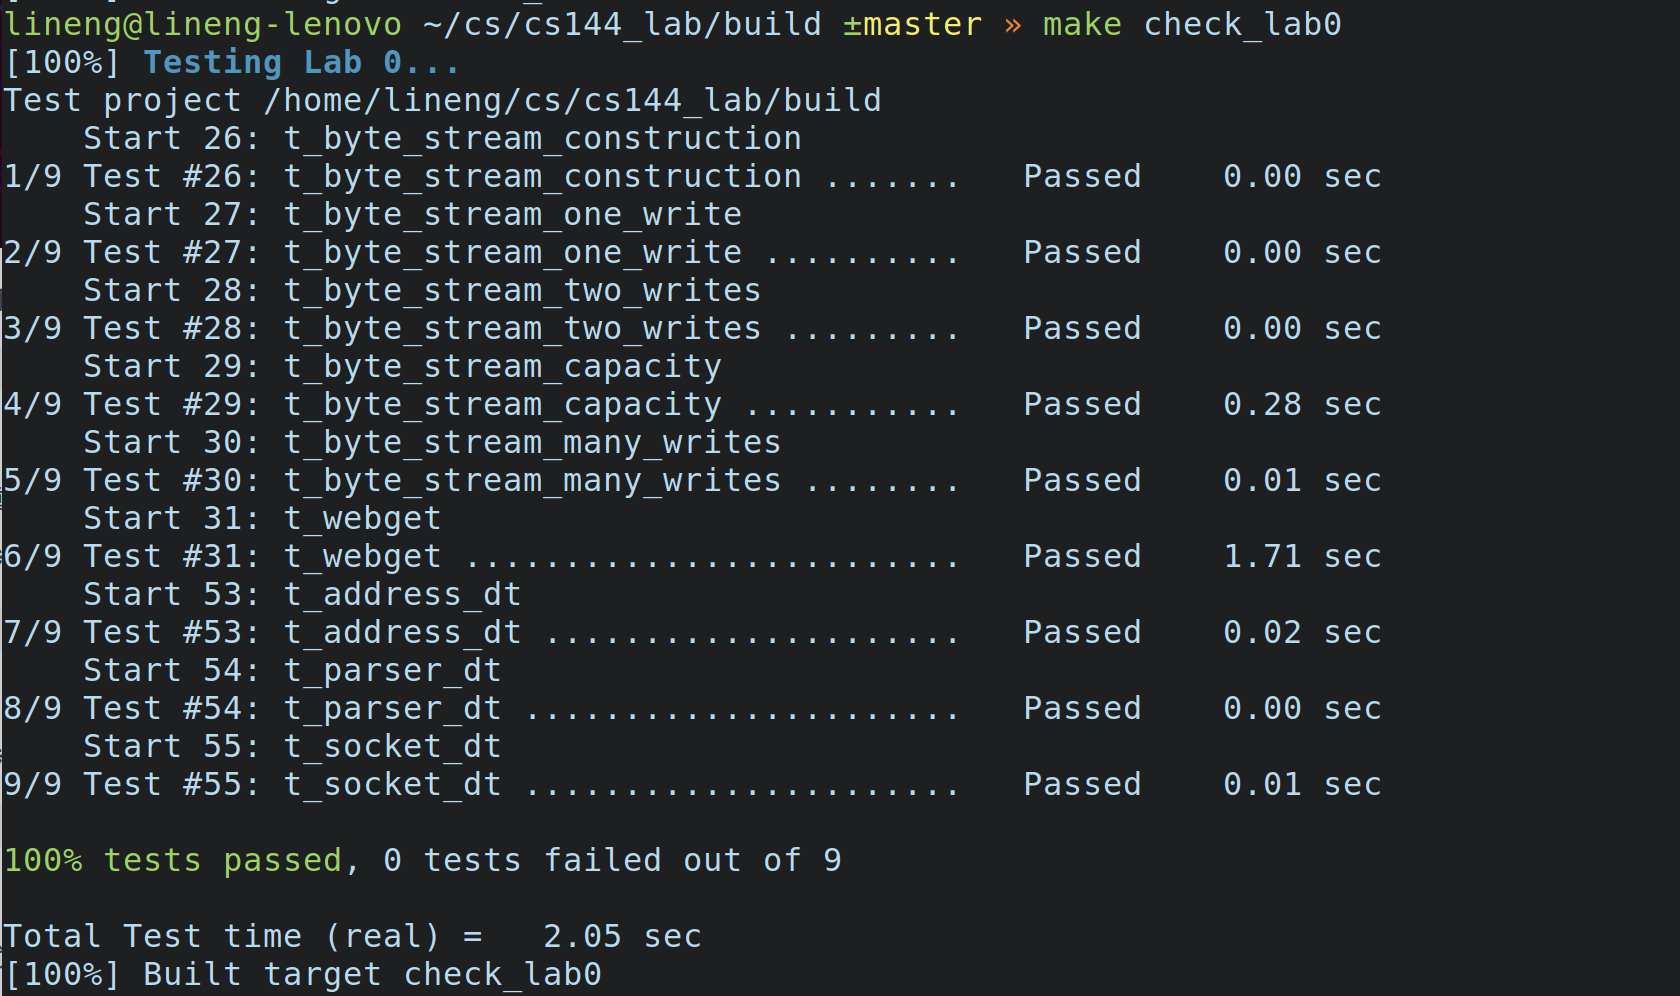 lineng@lineng-lenovo ~/cs/cs144_lab/build ±master » make check_lab0
[100%] Testing Lab 0...
Test project /home/lineng/cs/cs144_lab/build
    Start 26: t_byte_stream_construction
1/9 Test #26: t_byte_stream_construction .......   Passed    0.00 sec
    Start 27: t_byte_stream_one_write
2/9 Test #27: t_byte_stream_one_write ..........   Passed    0.00 sec
    Start 28: t_byte_stream_two_writes
3/9 Test #28: t_byte_stream_two_writes .........   Passed    0.00 sec
    Start 29: t_byte_stream_capacity
4/9 Test #29: t_byte_stream_capacity ...........   Passed    0.28 sec
    Start 30: t_byte_stream_many_writes
5/9 Test #30: t_byte_stream_many_writes ........   Passed    0.01 sec
    Start 31: t_webget
6/9 Test #31: t_webget .........................   Passed    1.71 sec
    Start 53: t_address_dt
7/9 Test #53: t_address_dt .....................   Passed    0.02 sec
    Start 54: t_parser_dt
8/9 Test #54: t_parser_dt ......................   Passed    0.00 sec
    Start 55: t_socket_dt
9/9 Test #55: t_socket_dt ......................   Passed    0.01 sec
100% tests passed, 0 tests failed out of 9
Total Test time (real) =   2.05 sec
[100%] Built target check_lab0